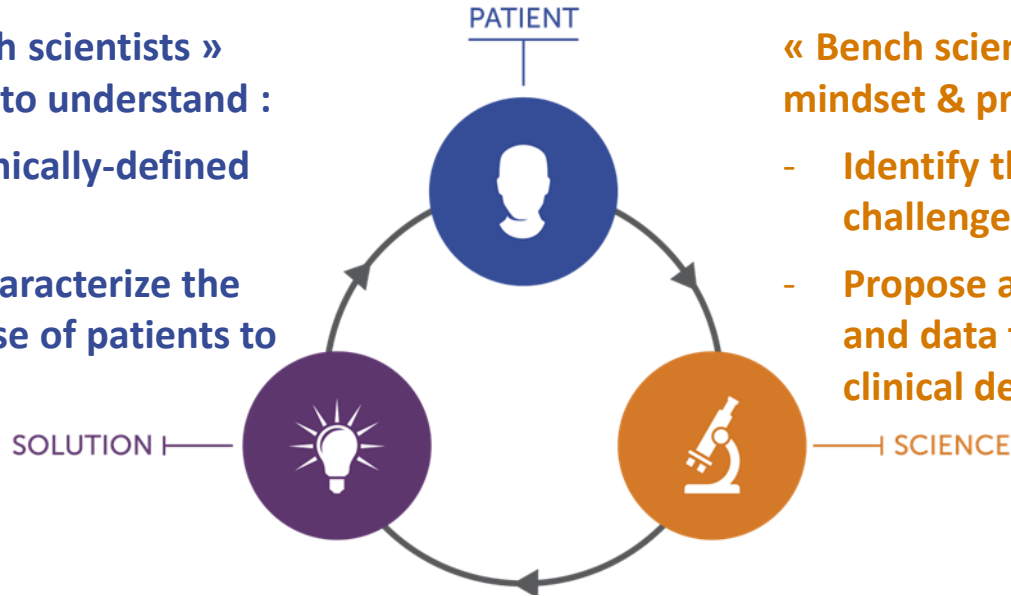 PATIENT
h scientists »
to understand :
nically-defined
aracterize the
se of patients to
« Bench scien
mindset & pr
- Identify th
challenge
- Propose a
and data
clinical de
SOLUTION
SCIENCE